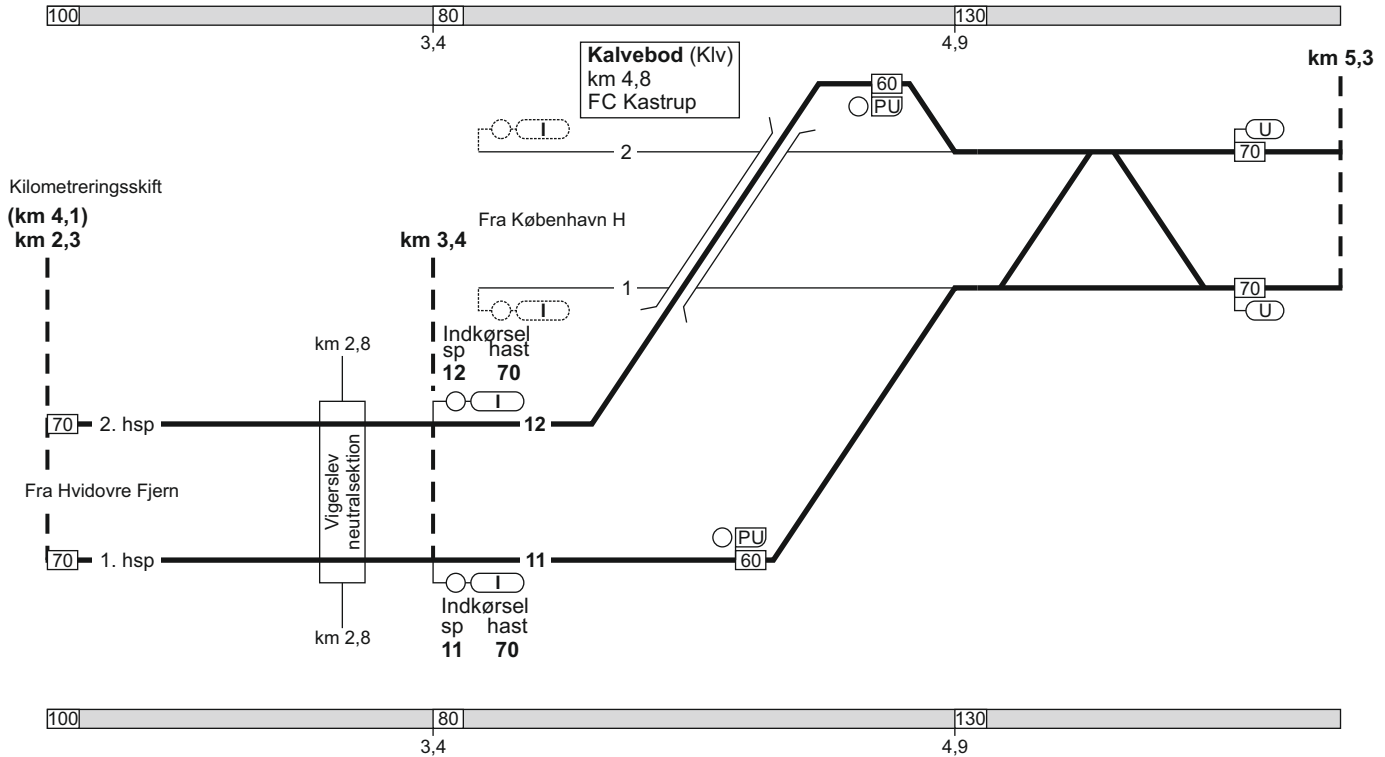 100 80 130
3,4 4,9
Kalvebod (Klv)
km 4,8
FC Kastrup
km 5,3
60
PU
I
2
U
70
Kilometreringsskift
(km 4,1)
km 2,3
km 3,4
Fra København H
1
I
70
U
km 2,8
Indkørsel
sp hast
12 70
I
70 2. hsp
12
Vigerslev
neutralsektion
Fra Hvidovre Fjern
PU
60
70 1. hsp
11
I
Indkørsel
sp hast
11 70
km 2,8
100 80 130
3,4 4,9